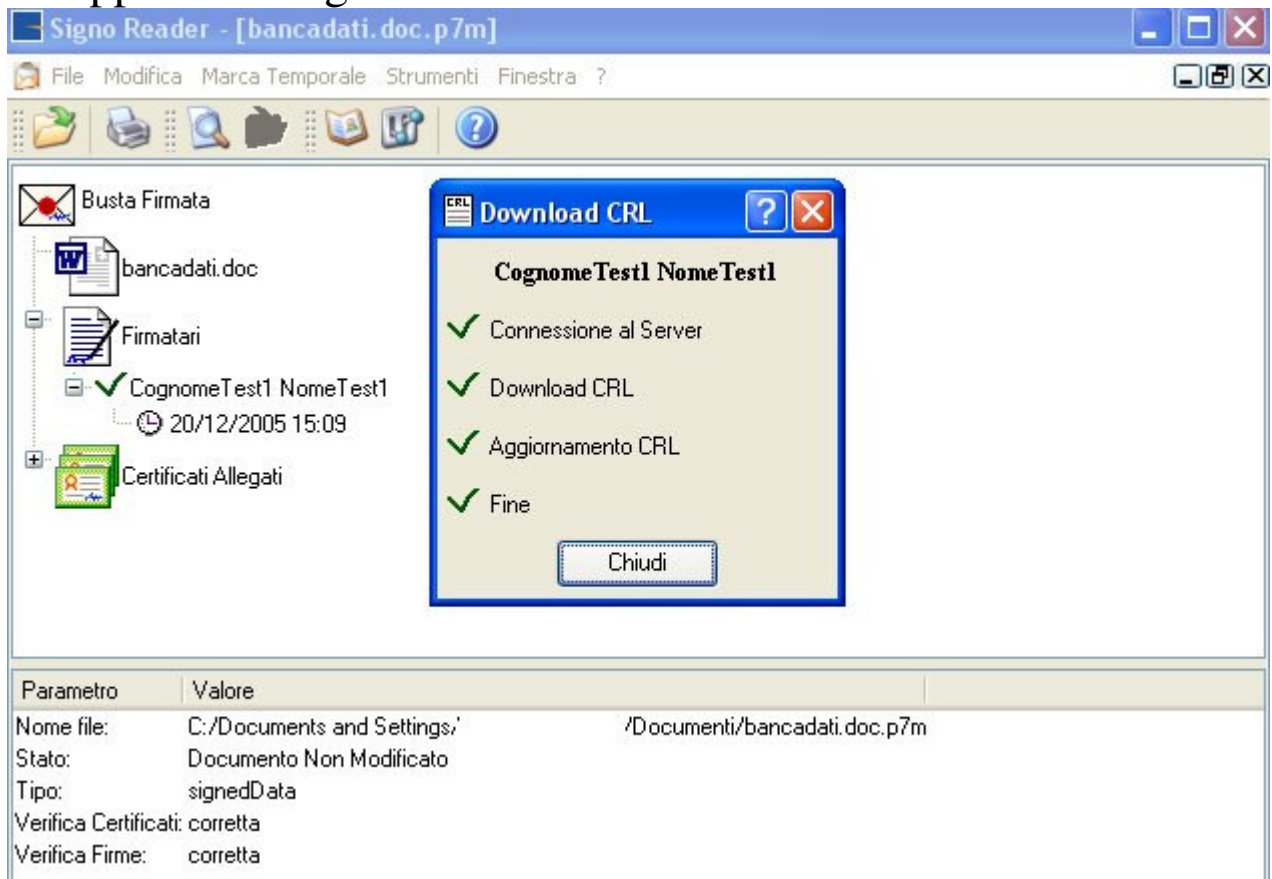 Signo Reader - [bancadati.doc.p7m]
File Modifica Marca Temporale Strumenti Finestra ?
Busta Firmata
bancadati.doc
Firmatari
CognomeTest1 NomeTest1
20/12/2005 15:09
Certificati Allegati
CRL Download CRL
CognomeTest1 NomeTest1
Connessione al Server
Download CRL
Aggiornamento CRL
Fine
Chiudi
Parametro Valore
Nome file: C:/Documents and Settings/' /Documenti/bancadati.doc.p7m
Stato: Documento Non Modificato
Tipo: signedData
Verifica Certificati: corretta
Verifica Firme: corretta